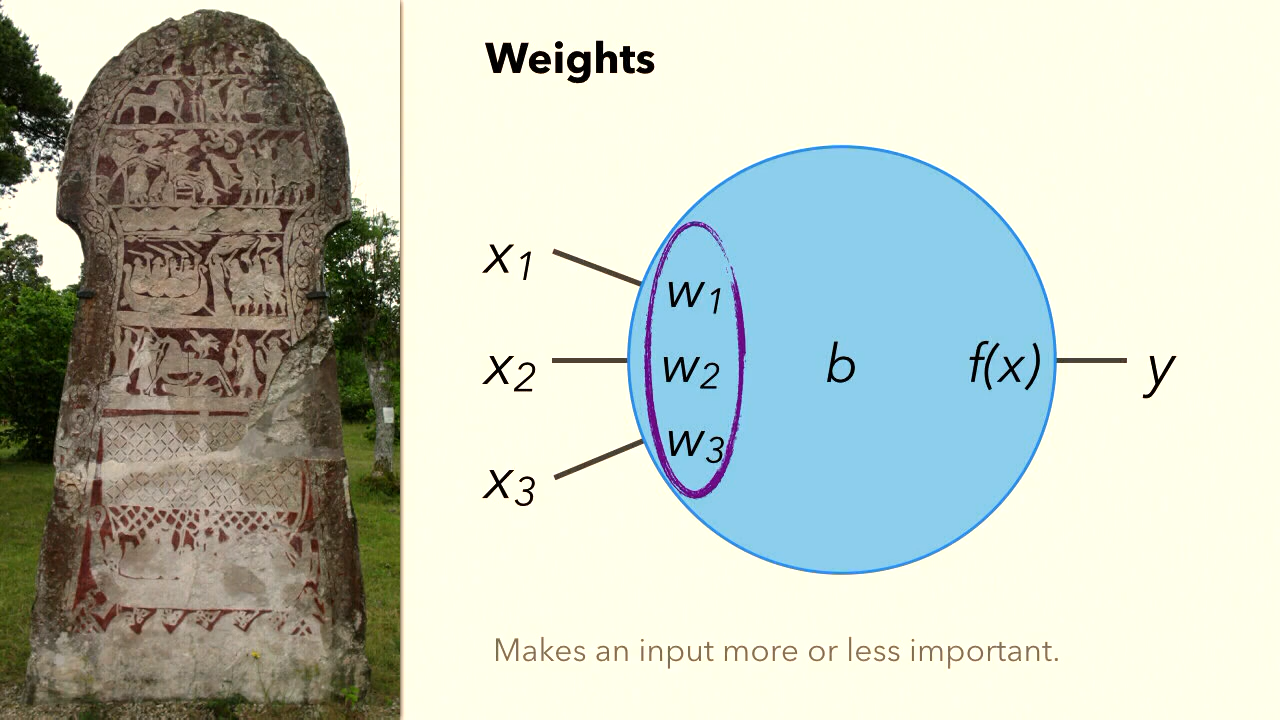 Weights
x1
w1
x2
w2
b
f(x)
y
w3
x3
Makes an input more or less important.